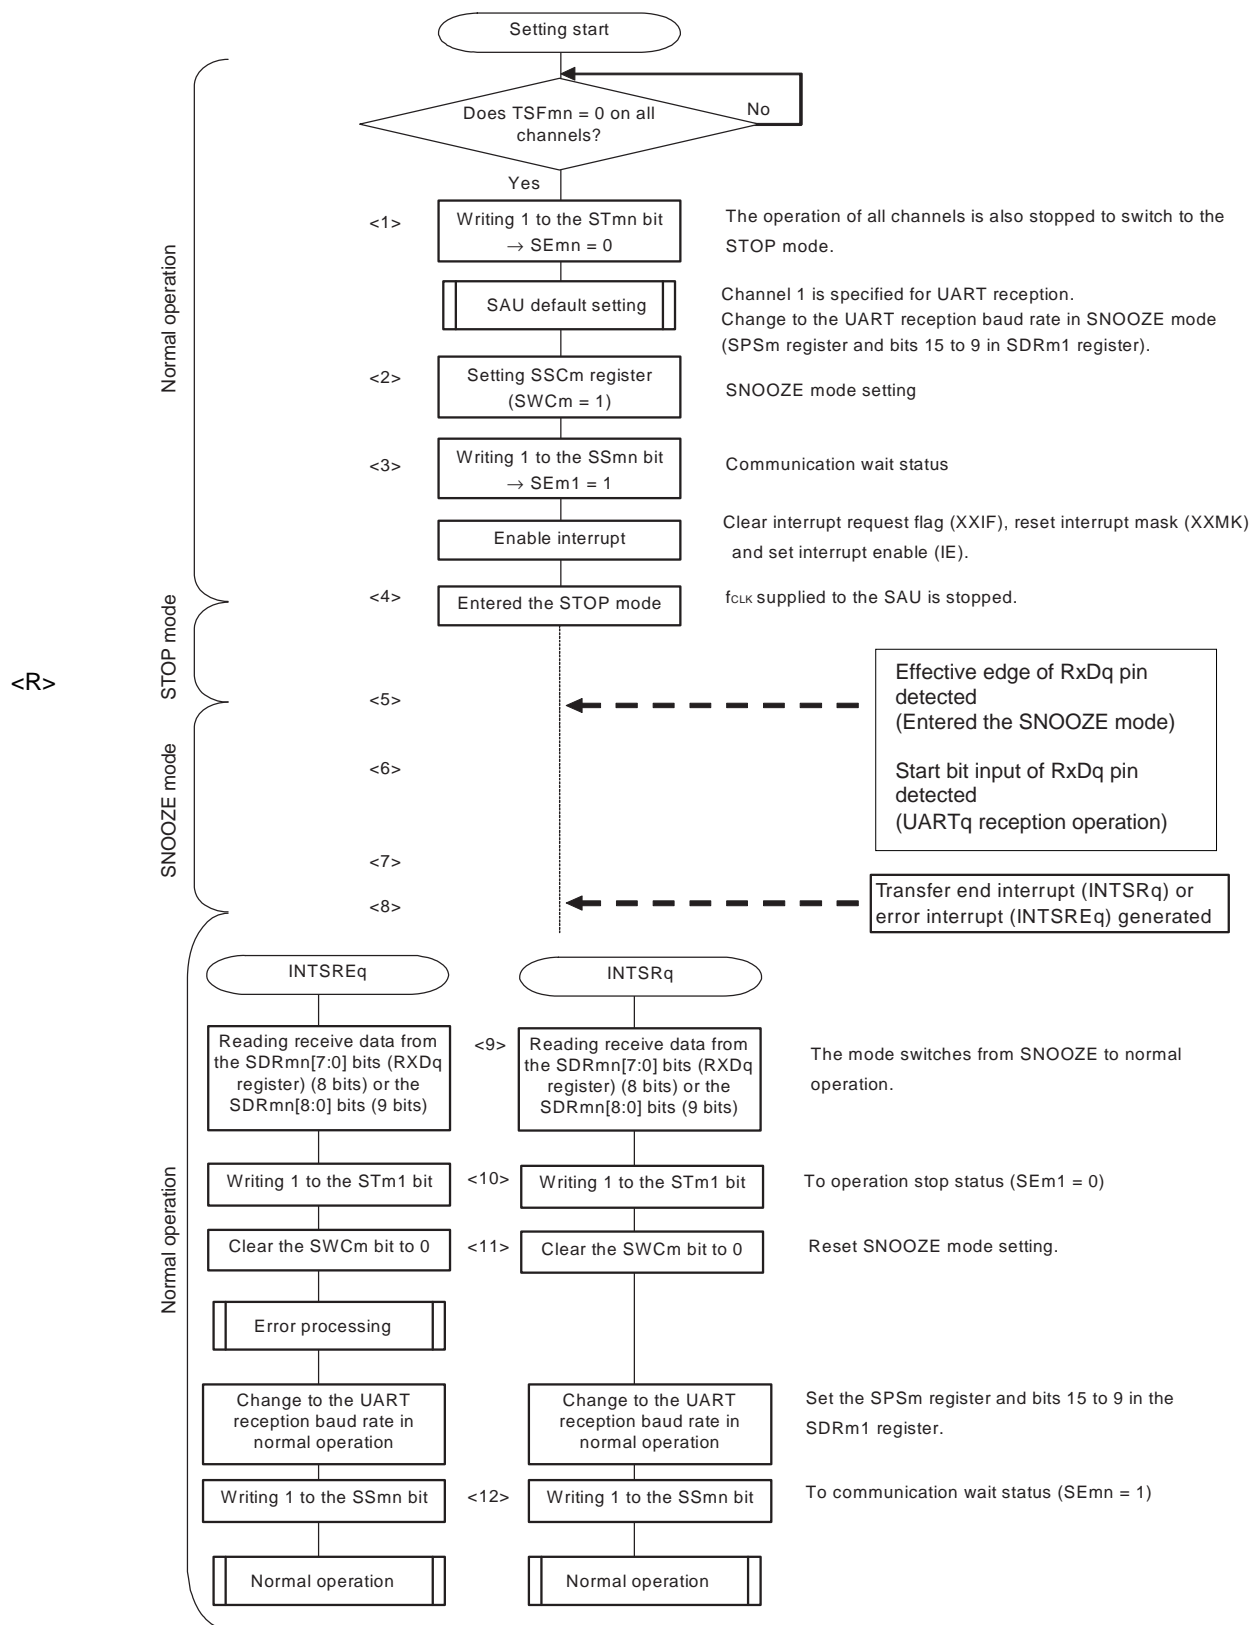 Setting start
Does TSFmn = 0 on all
channels?
No
Yes
<1>
Writing 1 to the STmn bit
→ SEmn = 0
The operation of all channels is also stopped to switch to the
STOP mode.
Normal operation
SAU default setting
Channel 1 is specified for UART reception.
Change to the UART reception baud rate in SNOOZE mode
(SPSm register and bits 15 to 9 in SDRm1 register).
<2>
Setting SSCm register
(SWCm = 1)
SNOOZE mode setting
<3>
Writing 1 to the SSmn bit
→ SEm1 = 1
Communication wait status
Enable interrupt
Clear interrupt request flag (XXIF), reset interrupt mask (XXMK)
and set interrupt enable (IE).
<4>
Entered the STOP mode
fCLK supplied to the SAU is stopped.
STOP mode
<R>
<5>
Effective edge of RxDq pin
detected
(Entered the SNOOZE mode)
<6>
Start bit input of RxDq pin
detected
(UARTq reception operation)
SNOOZE mode
<7>
<8>
Transfer end interrupt (INTSRq) or
error interrupt (INTSREq) generated
INTSREq
INTSRq
Reading receive data from
the SDRmn[7:0] bits (RXDq
register) (8 bits) or the
SDRmn[8:0] bits (9 bits)
<9>
Reading receive data from
the SDRmn[7:0] bits (RXDq
register) (8 bits) or the
SDRmn[8:0] bits (9 bits)
The mode switches from SNOOZE to normal
operation.
Normal operation
Writing 1 to the STm1 bit
<10>
Writing 1 to the STm1 bit
To operation stop status (SEm1 = 0)
Clear the SWCm bit to 0
<11>
Clear the SWCm bit to 0
Reset SNOOZE mode setting.
Error processing
Change to the UART
reception baud rate in
normal operation
Change to the UART
reception baud rate in
normal operation
Set the SPSm register and bits 15 to 9 in the
SDRm1 register.
Writing 1 to the SSmn bit
<12>
Writing 1 to the SSmn bit
To communication wait status (SEmn = 1)
Normal operation
Normal operation